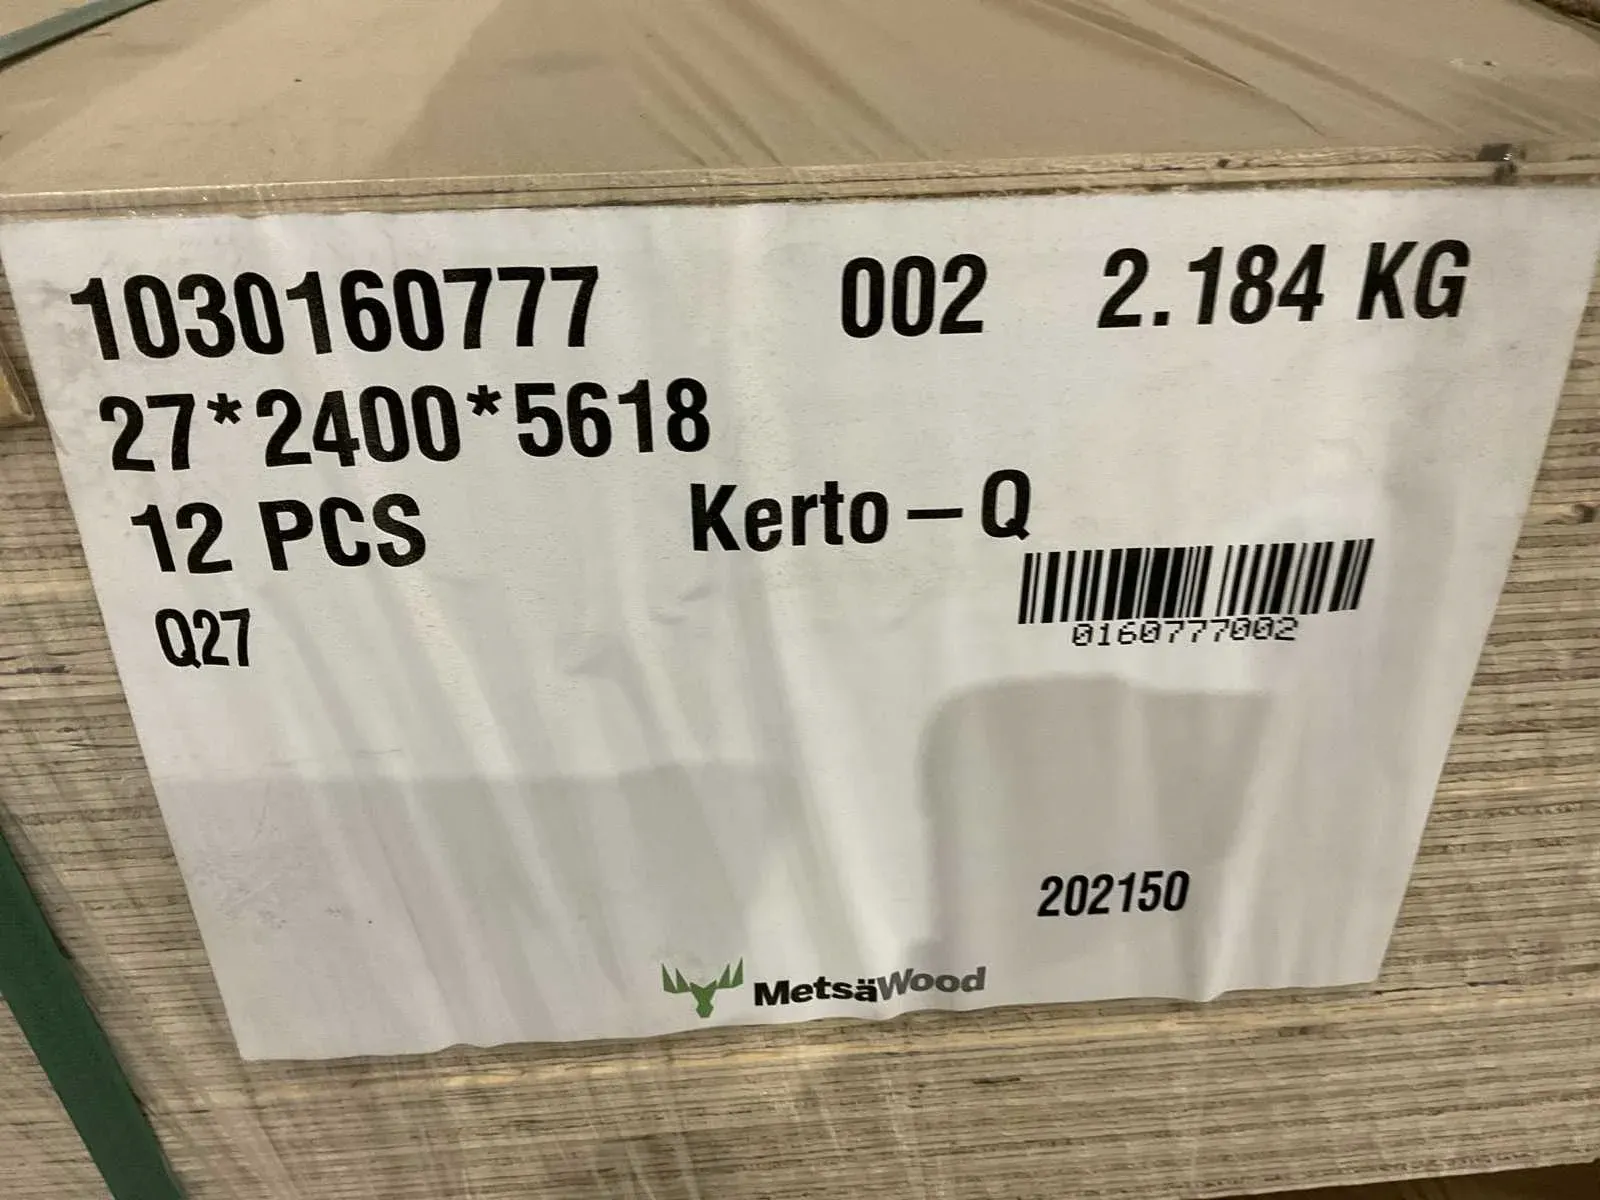 1030160777 002 2.184 KG
27*2400*5618
12 PCS Kerto-Q
Q27
0160777002
202150
MetsäWood